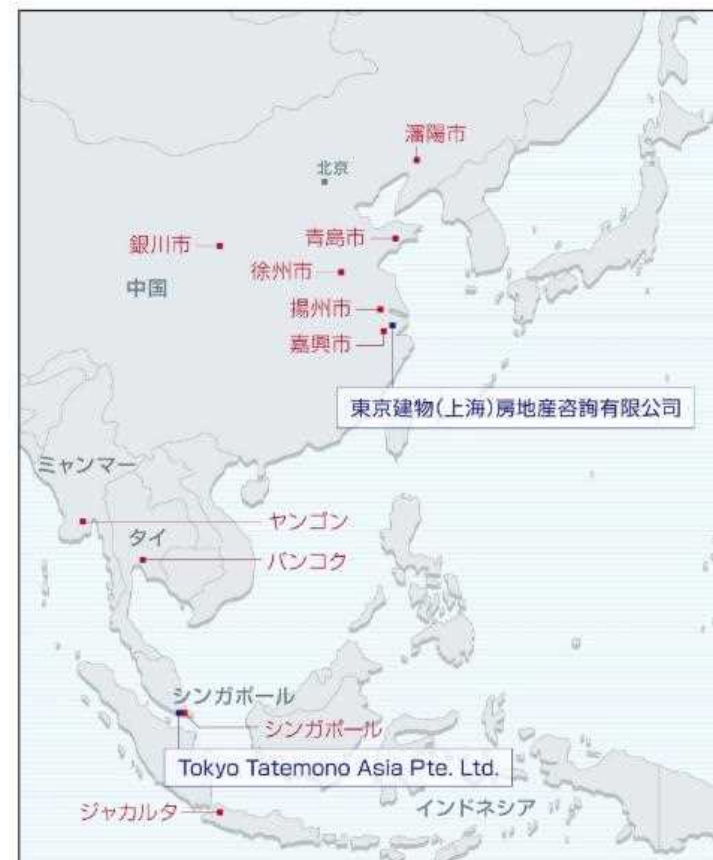 瀋陽市
北京
銀川市
青島市
徐州市
中国
揚州市
嘉興市
東京建物(上海)房地産咨詢有限公司
ミャンマー
ヤンゴン
タイ
バンコク
シンガポール
シンガポール
Tokyo Tatemono Asia Pte. Ltd.
インドネシア
ジャカルタ